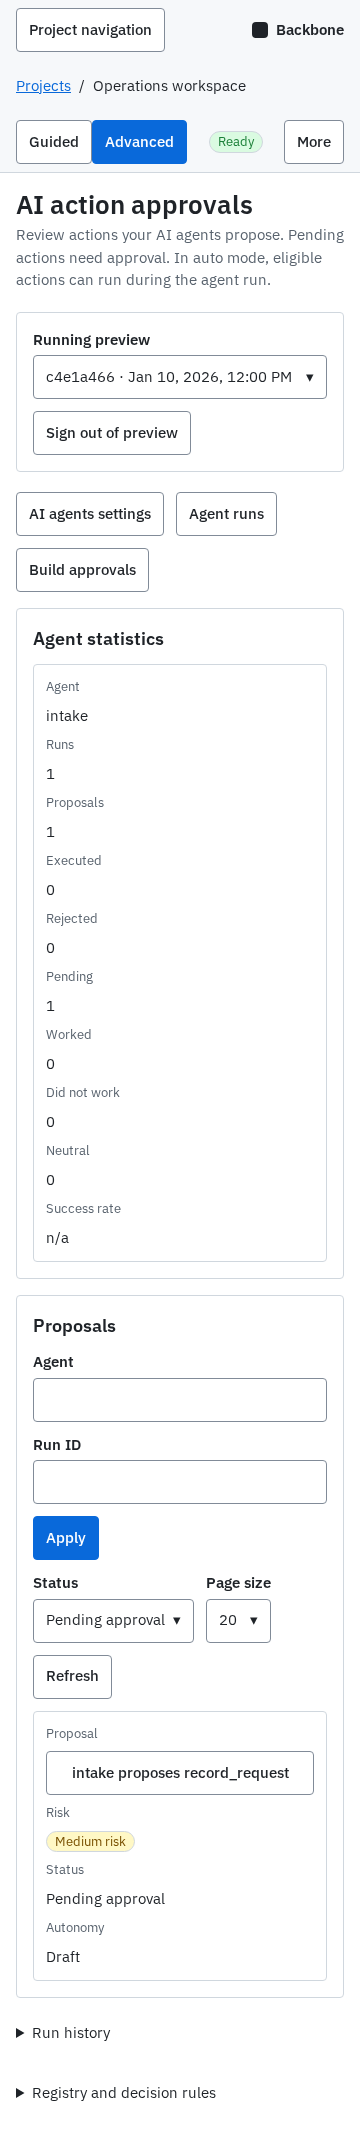 Project navigation
Backbone
Projects / Operations workspace
Guided Advanced Ready More
AI action approvals
Review actions your AI agents propose. Pending
actions need approval. In auto mode, eligible
actions can run during the agent run.
Running preview
c4e1a466 · Jan 10, 2026, 12:00 PM
Sign out of preview
AI agents settings
Agent runs
Build approvals
Agent statistics
Agent
intake
Runs
1
Proposals
1
Executed
0
Rejected
0
Pending
1
Worked
0
Did not work
0
Neutral
0
Success rate
n/a
Proposals
Agent
Run ID
Apply
Status
Page size
Pending approval
20
Refresh
Proposal
intake proposes record_request
Risk
Medium risk
Status
Pending approval
Autonomy
Draft
Run history
Registry and decision rules